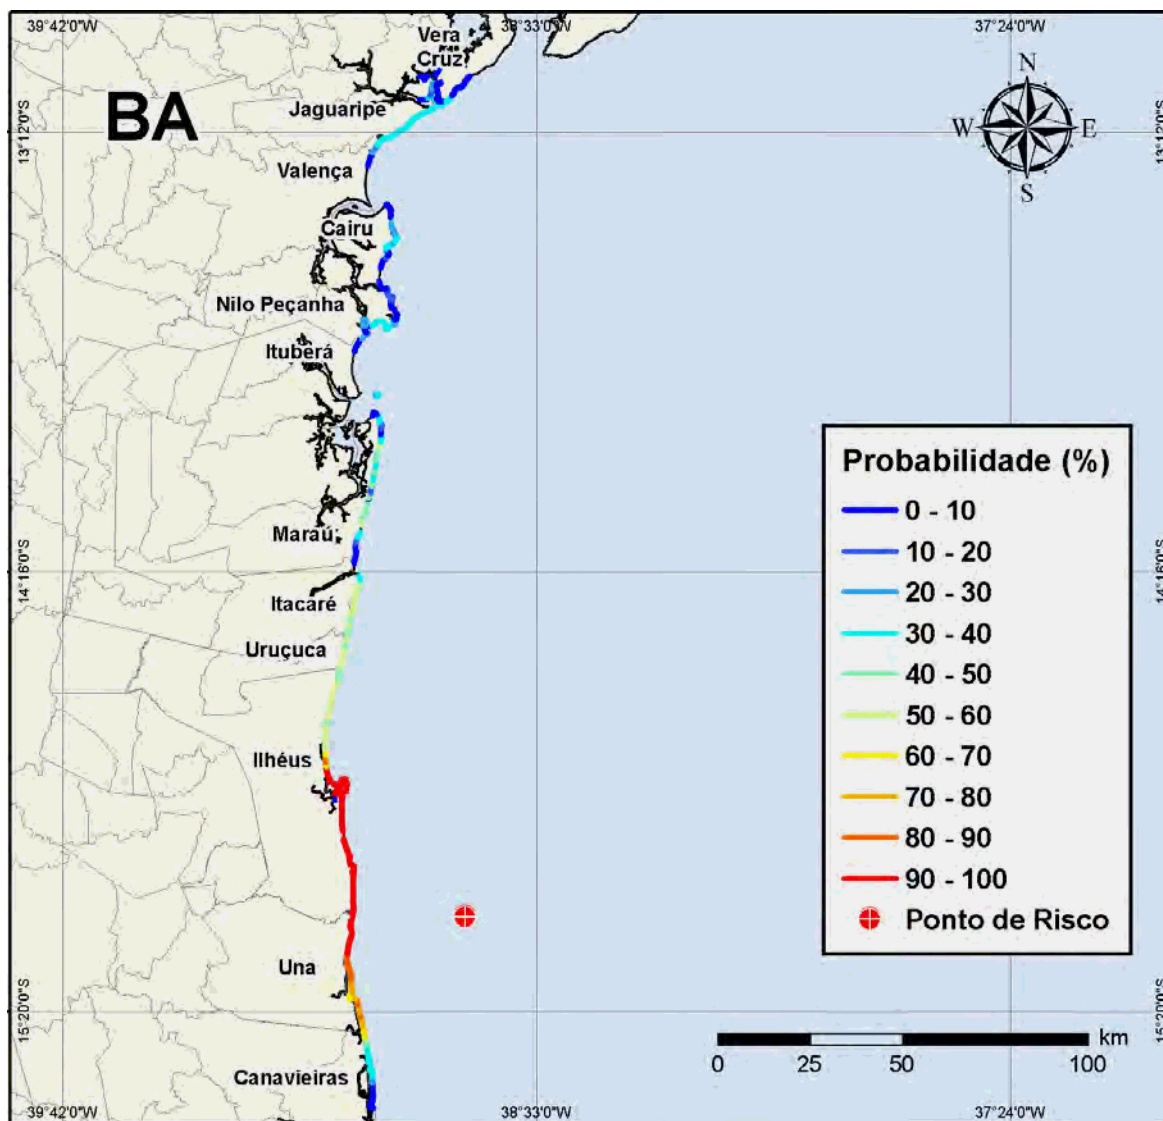 39°42'0"W
38°33'0"W
37°24'0"W
Vera
Cruz
N
BA
Jaguaripe
W
E
13°12'0"S
13°12'0"S
Valença
S
Cairu
Nilo Peçanha
Ituberá
Probabilidade (%)
0 - 10
10 - 20
20 - 30
30 - 40
40 - 50
50 - 60
60 - 70
70 - 80
80 - 90
90 - 100
Ponto de Risco
Maraú
14°16'0"S
14°16'0"S
Itacaré
Uruçuca
Ilhéus
Una
15°20'0"S
15°20'0"S
km
0 25 50 100
Canavieiras
39°42'0"W
38°33'0"W
37°24'0"W